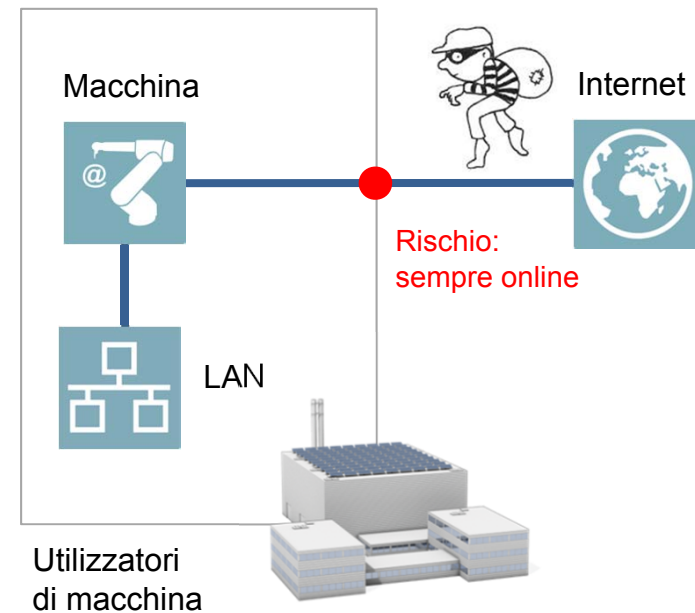 Macchina
Internet
@
Rischio:
sempre online
LAN
Utilizzatori
di macchina